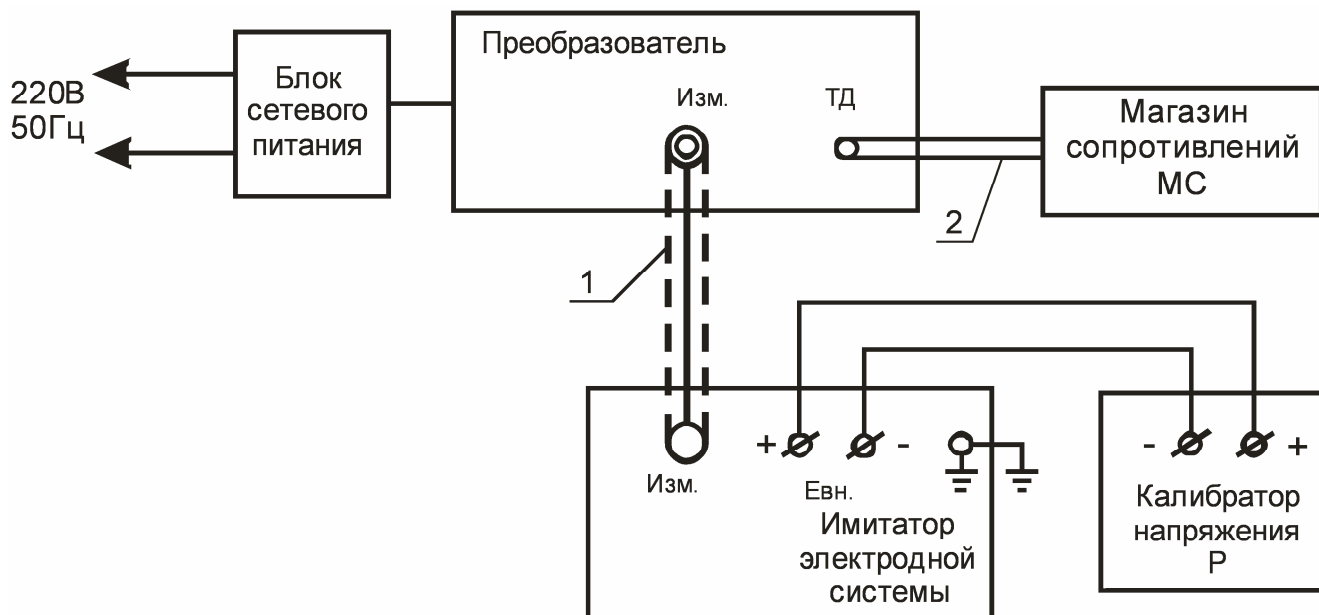 220В
50Гц
Блок
сетевого
питания
Преобразователь
Изм.
ТД
Магазин
сопротивлений
МС
2
1
+
-
-
+
Изм.
Евн.
Имитатор
электродной
системы
Калибратор
напряжения
Р